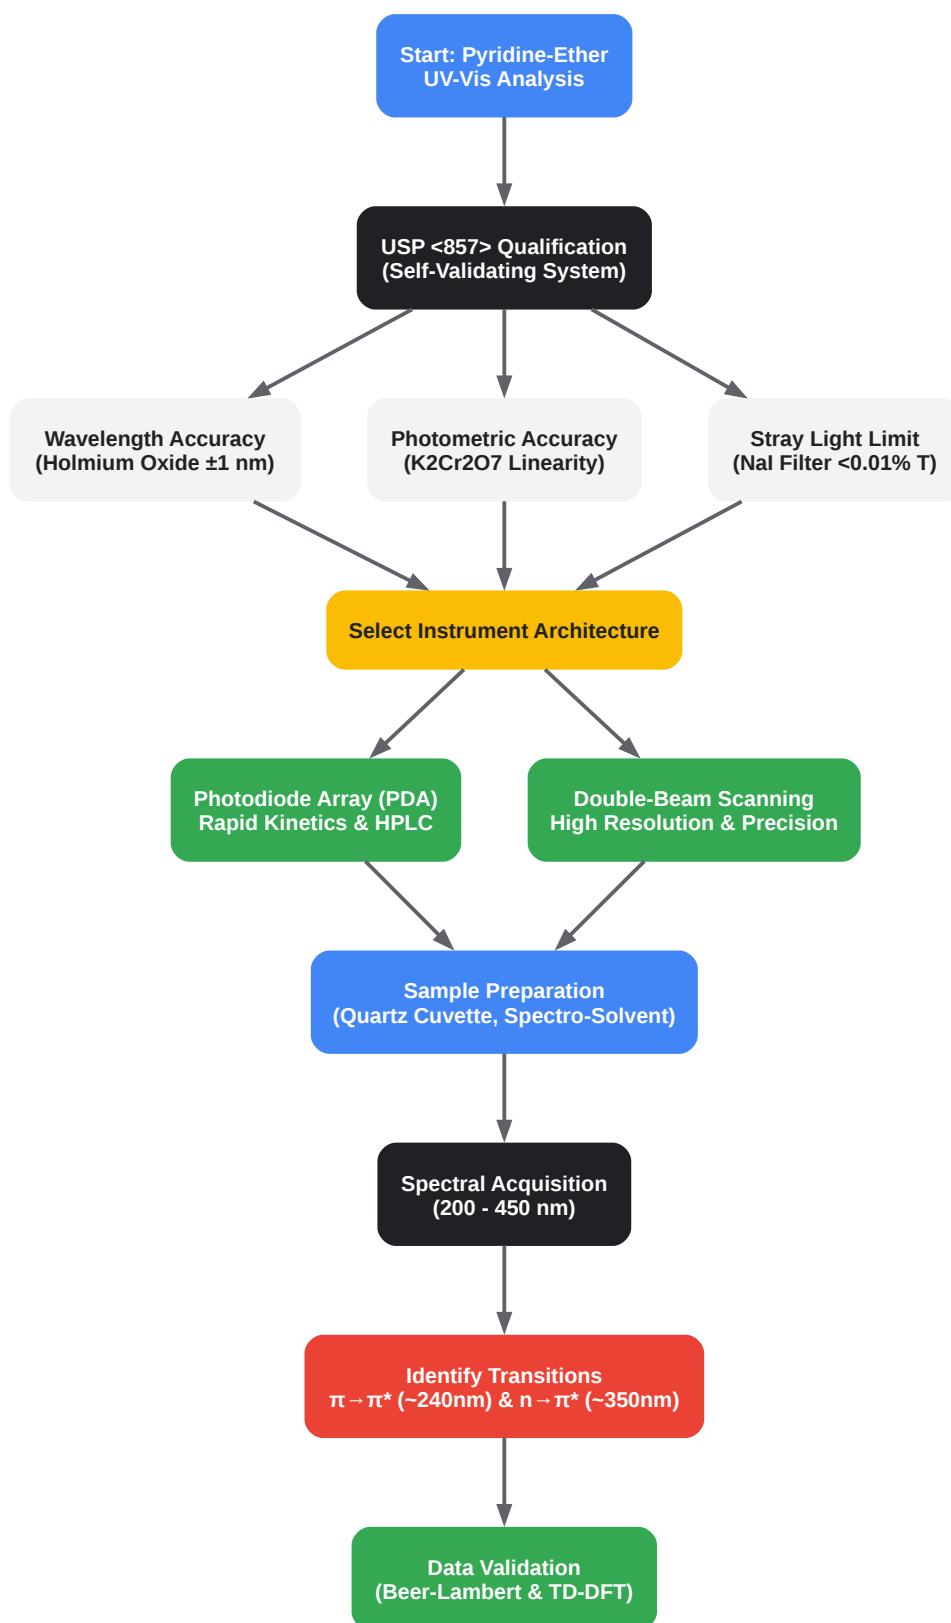 Start: Pyridine-Ether
UV-Vis Analysis
USP <857> Qualification
(Self-Validating System)
Wavelength Accuracy
(Holmium Oxide ±1 nm)
Photometric Accuracy
(K2Cr2O7 Linearity)
Stray Light Limit
(NaI Filter <0.01% T)
Select Instrument Architecture
Photodiode Array (PDA)
Rapid Kinetics & HPLC
Double-Beam Scanning
High Resolution & Precision
Sample Preparation
(Quartz Cuvette, Spectro-Solvent)
Spectral Acquisition
(200 - 450 nm)
Identify Transitions
π→π* (~240nm) & n→π* (~350nm)
Data Validation
(Beer-Lambert & TD-DFT)